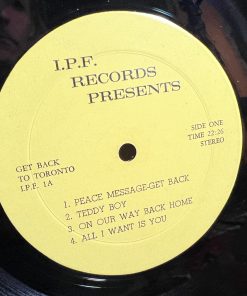 I.P.F.
RECORDS
PRESENTS
GET BACK
TO TORONTO
I.P.F. 1A
SIDE ONE
TIME 22:26
STEREO
1. PEACE MESSAGE-GET BACK
2. TEDDY BOY
3. ON OUR WAY BACK HOME
4. ALL I WANT IS YOU